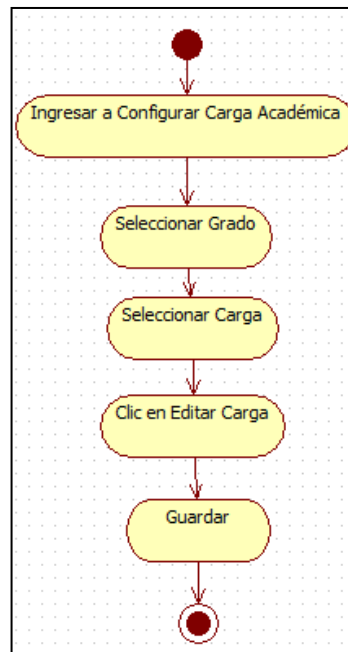 Ingresar a Configurar Carga Académica
Seleccionar Grado
Seleccionar Carga
Clic en Editar Carga
Guardar